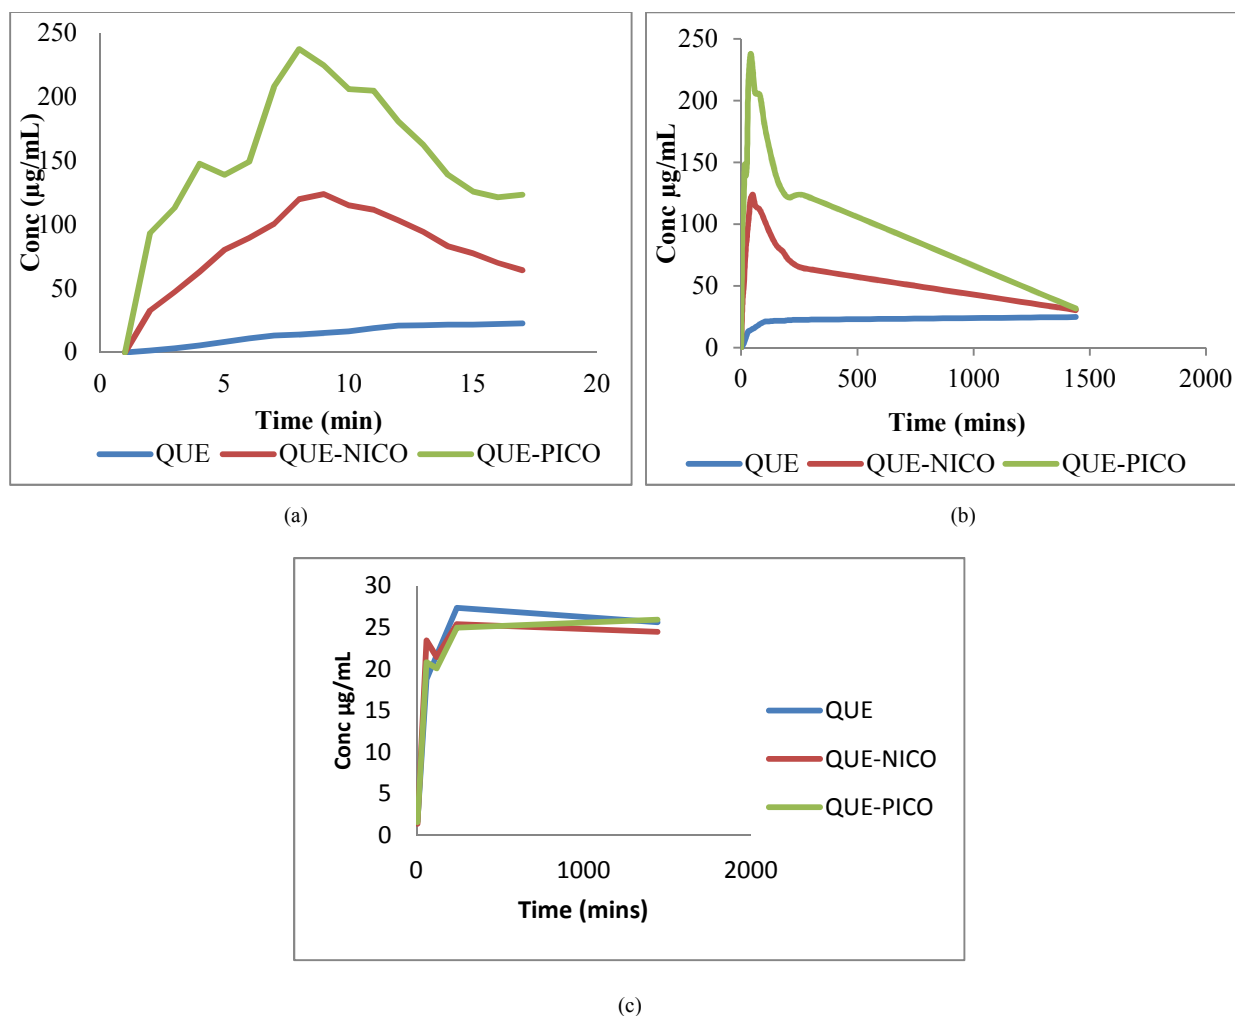 250
200
150
100
50
0
Conc (µg/mL)
0 5 10 15 20
Time (min)
QUE QUE-NICO QUE-PICO
(a)
250
200
150
100
50
0
Conc µg/mL
0 500 1000 1500 2000
Time (mins)
QUE QUE-NICO QUE-PICO
(b)
30
25
20
15
10
5
0
Conc µg/mL
0 1000 2000
Time (mins)
QUE
QUE-NICO
QUE-PICO
(c)